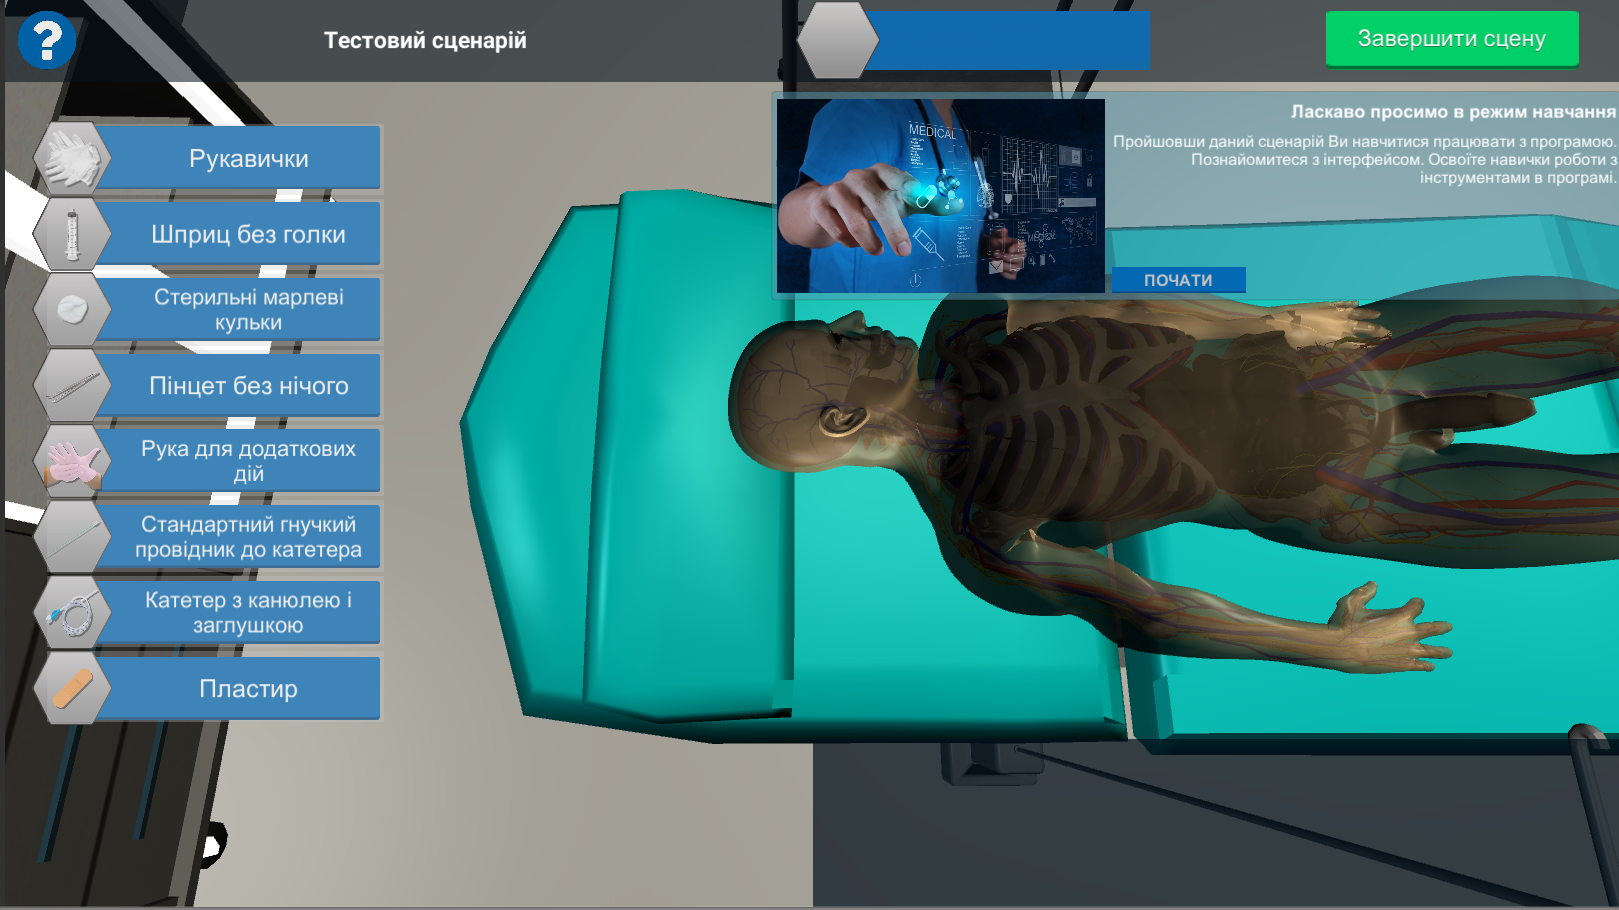 ?
Тестовий сценарій
Завершити сцену
Рукавички
Шприц без голки
Стерильні марлеві
кульки
Пінцет без нічого
Рука для додаткових
дій
Стандартний гнучкий
провідник до катетера
Катетер з канюлею і
заглушкою
Пластир
MEDICAL
Ласкаво просимо в режим навчання
Пройшовши даний сценарій Ви навчитися працювати з програмою.
Познайомитеся з інтерфейсом. Освоїте навички роботи з
інструментами в програмі.
ПОЧАТИ